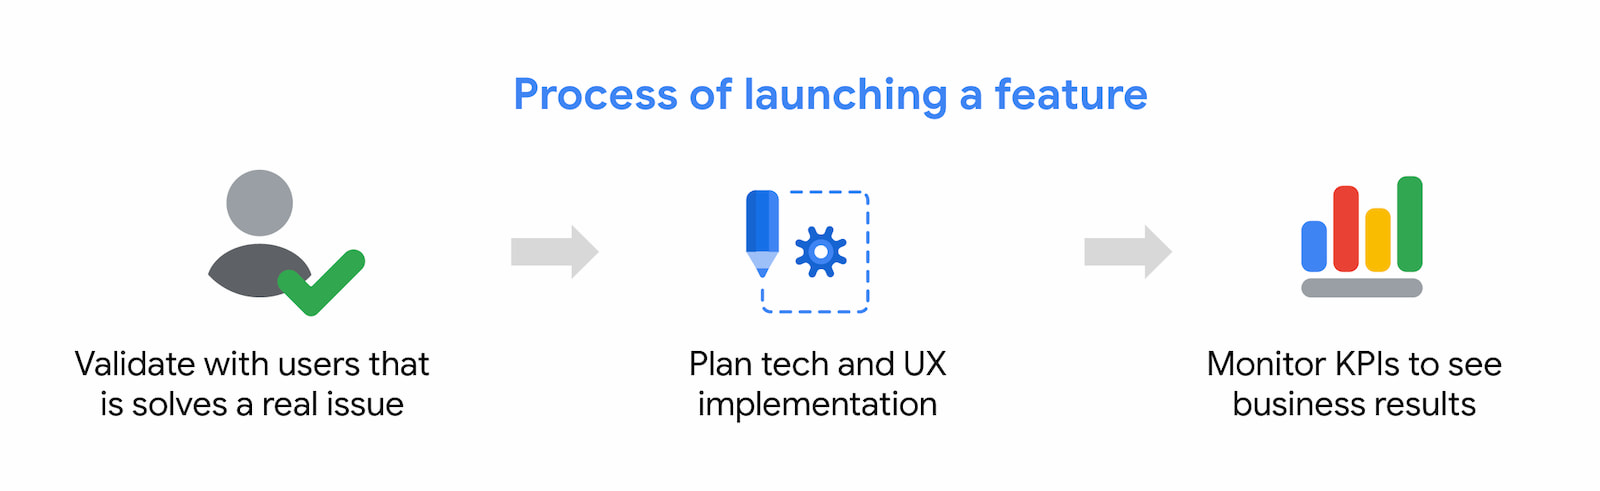 Process of launching a feature
Validate with users that
is solves a real issue
Plan tech and UX
implementation
Monitor KPIs to see
business results